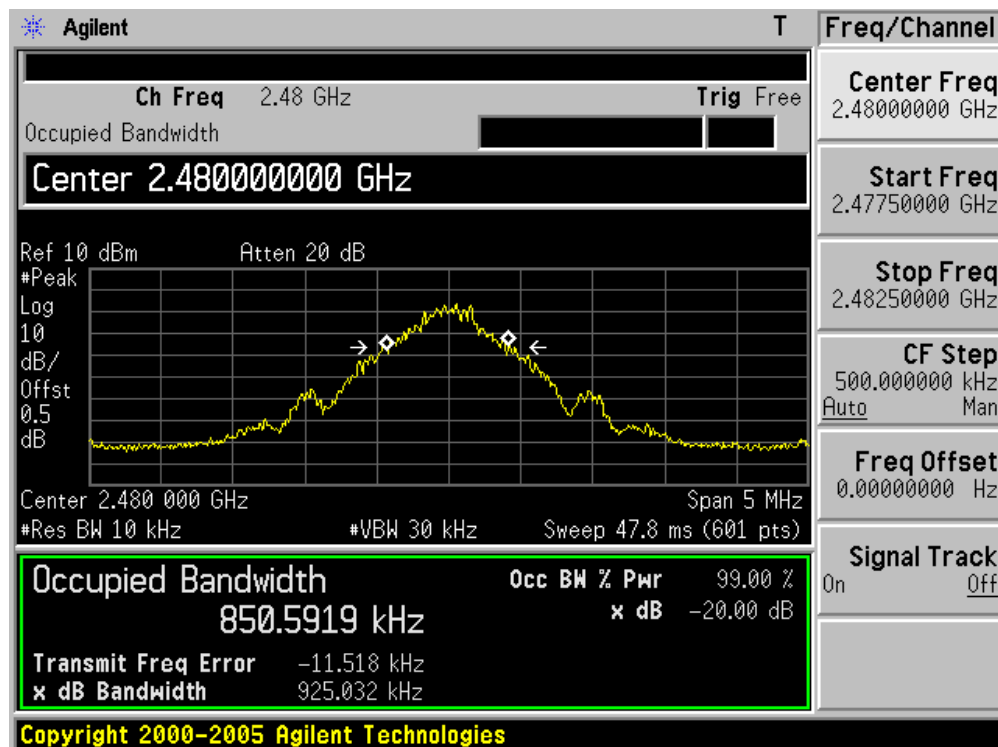 Agilent T
Freq/Channel
Ch Freq 2.48 GHz Trig Free
Occupied Bandwidth
Center 2.480000000 GHz
Ref 10 dBm Atten 20 dB
#Peak
Log
10
dB/
Offst
0.5
dB
Center 2.480 000 GHz Span 5 MHz
#Res BW 10 kHz #VBW 30 kHz Sweep 47.8 ms (601 pts)
Occupied Bandwidth Occ BW % Pwr 99.00 %
850.5919 kHz x dB -20.00 dB
Transmit Freq Error -11.518 kHz
x dB Bandwidth 925.032 kHz
Copyright 2000-2005 Agilent Technologies
Center Freq
2.48000000 GHz
Start Freq
2.47750000 GHz
Stop Freq
2.48250000 GHz
CF Step
500.000000 kHz
Auto Man
Freq Offset
0.00000000 Hz
Signal Track
On Off